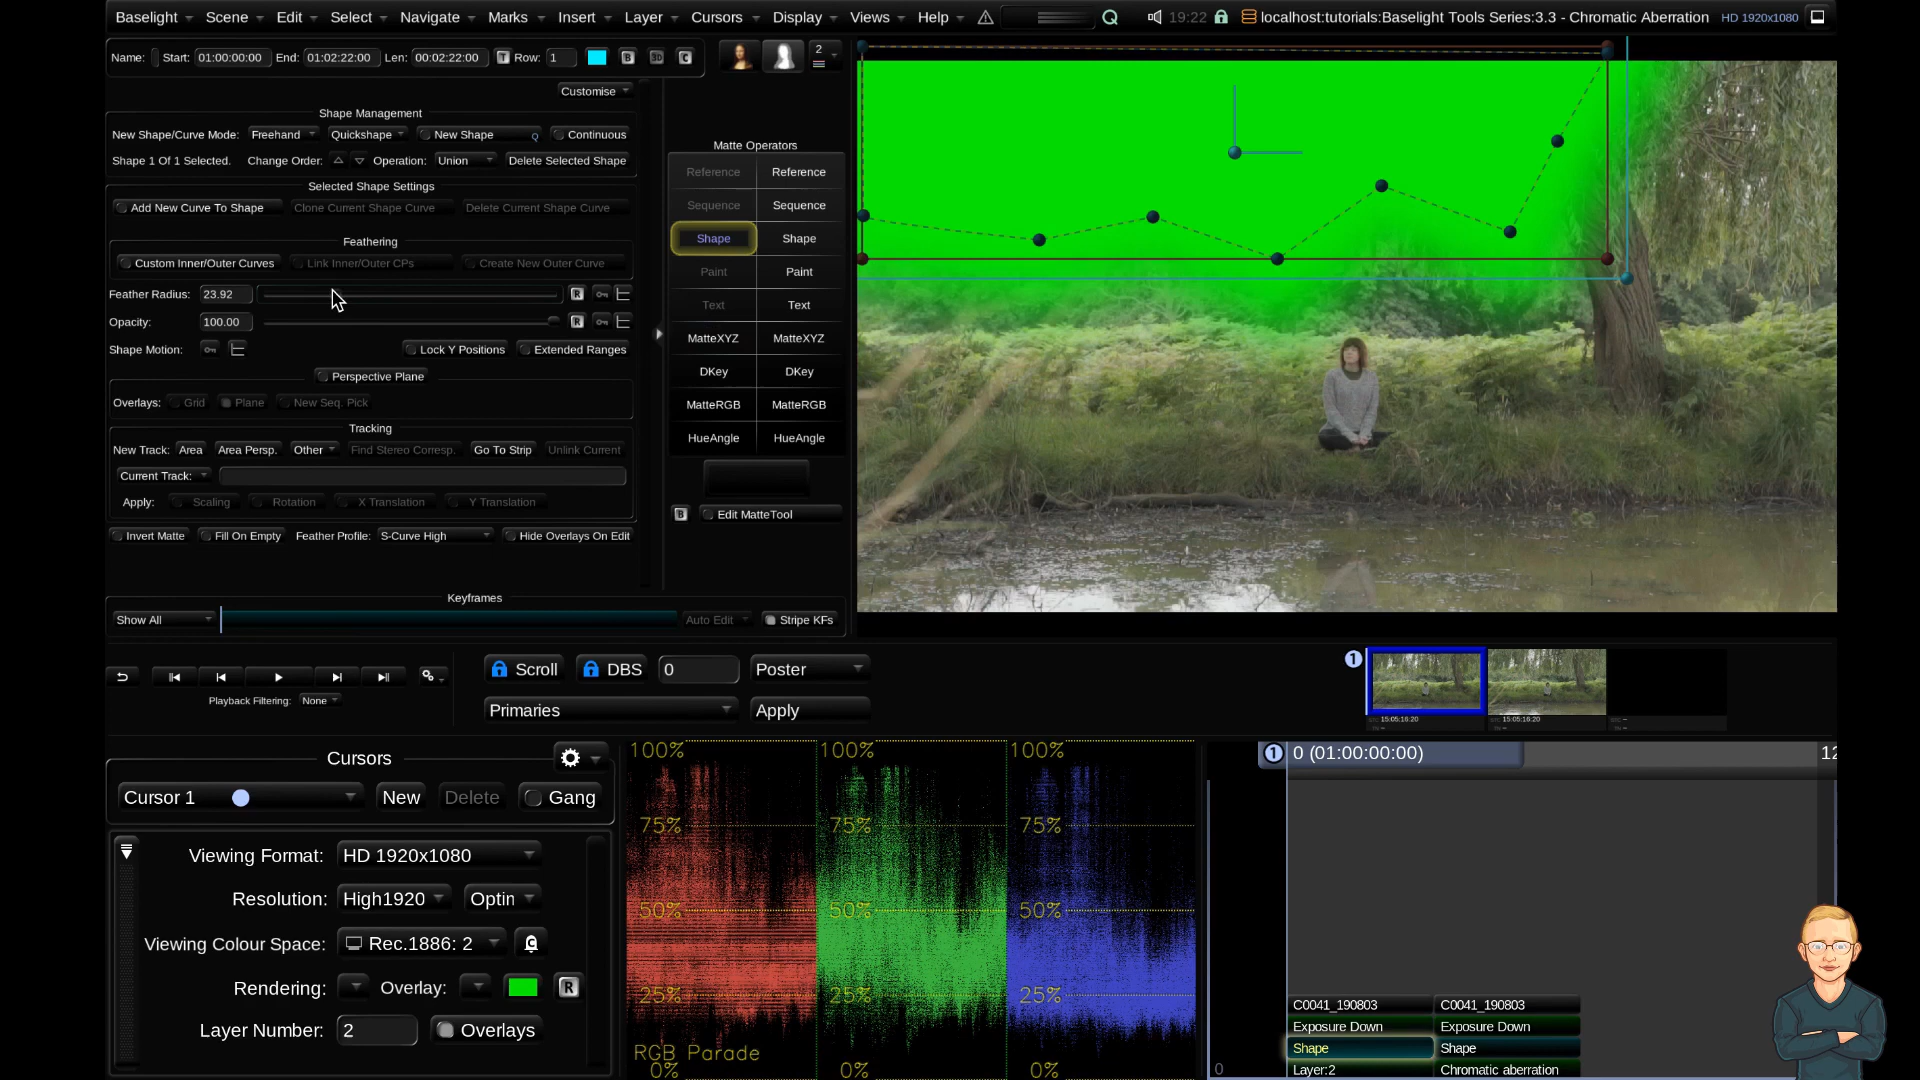 Baselight Scene Edit Select Navigate Marks Insert Layer Cursors Display Views Help 19:22 localhost:tutorials:Baselight Tools Series:3.3 - Chromatic Aberration HD 1920x1080
Name: Start: 01:00:00:00 End: 01:02:22:00 Len: 00:02:22:00 T Row: 1 B 3D C 2
Customise
Shape Management
New Shape/Curve Mode: Freehand Quickshape New Shape Q Continuous
Shape 1 Of 1 Selected. Change Order: Operation: Union Delete Selected Shape
Selected Shape Settings
Add New Curve To Shape Clone Current Shape Curve Delete Current Shape Curve
Feathering
Custom Inner/Outer Curves Link Inner/Outer CPs Create New Outer Curve
Feather Radius: 23.92 R
Opacity: 100.00 R
Shape Motion: Lock Y Positions Extended Ranges
Perspective Plane
Overlays: Grid Plane New Seq. Pick
Tracking
New Track: Area Area Persp. Other Find Stereo Corresp. Go To Strip Unlink Current
Current Track:
Apply: Scaling Rotation X Translation Y Translation
Invert Matte Fill On Empty Feather Profile: S-Curve High Hide Overlays On Edit
Matte Operators
Reference Reference
Sequence Sequence
Shape Shape
Paint Paint
Text Text
MatteXYZ MatteXYZ
DKey DKey
MatteRGB MatteRGB
HueAngle HueAngle
B Edit MatteTool
Keyframes
Show All Auto Edit Stripe KFs
Scroll DBS 0 Poster
Playback Filtering: None
Primaries Apply
1
15:05:16:20 15:05:16:20
Cursors
Cursor 1 New Delete Gang
Viewing Format: HD 1920x1080
Resolution: High1920 Optin
Viewing Colour Space: Rec.1886: 2 C
Rendering: Overlay: R
Layer Number: 2 Overlays
100% 100% 100%
75% 75% 75%
50% 50% 50%
25% 25% 25%
RGB Parade
0% 0% 0%
1 0 (01:00:00:00) 12
C0041_190803 C0041_190803
Exposure Down Exposure Down
Shape Shape
0 Layer:2 Chromatic aberration